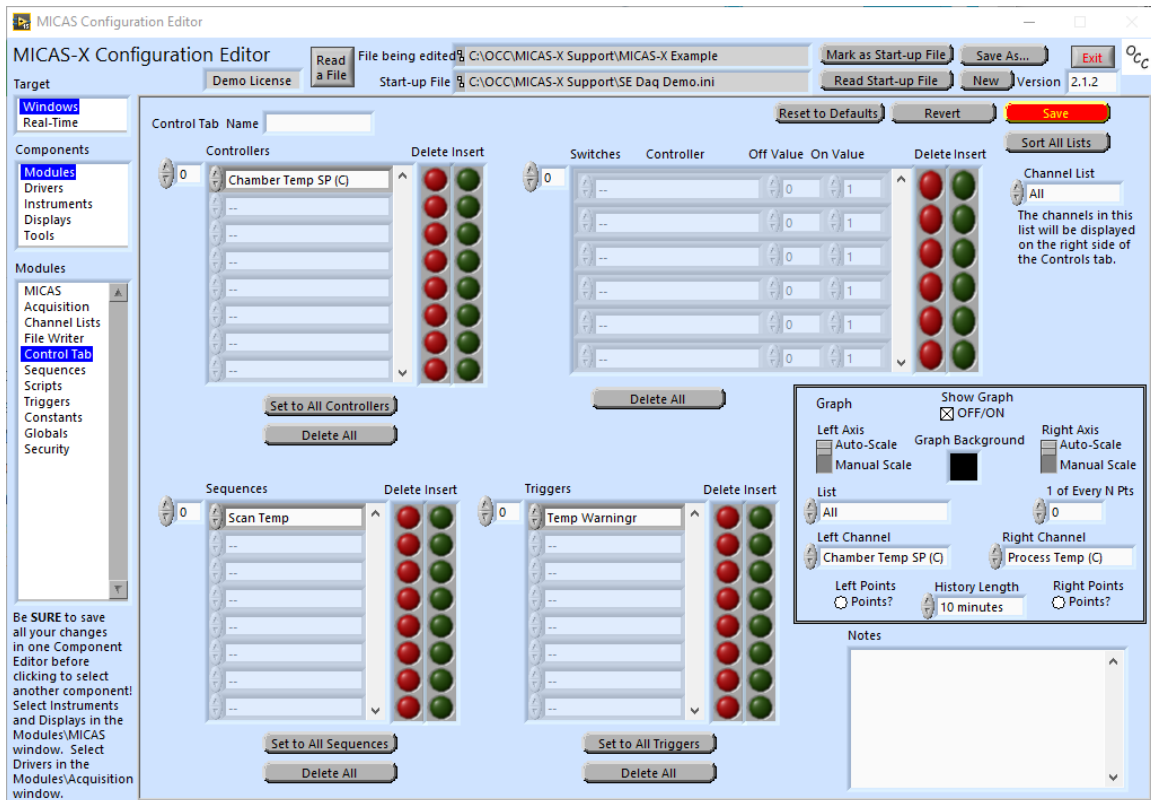 MICAS Configuration Editor
MICAS-X Configuration Editor
Demo License
Read
a File
File being edited C:\OCC\MICAS-X Support\MICAS-X Example
Start-up File C:\OCC\MICAS-X Support\SE Daq Demo.ini
Mark as Start-up File
Save As...
Exit
Read Start-up File
New
Version 2.1.2
OCC
Target
Windows
Real-Time
Components
Modules
Drivers
Instruments
Displays
Tools
Modules
MICAS
Acquisition
Channel Lists
File Writer
Control Tab
Sequences
Scripts
Triggers
Constants
Globals
Security
Be SURE to save
all your changes
in one Component
Editor before
clicking to select
another component!
Select Instruments
and Displays in the
Modules\MICAS
window. Select
Drivers in the
Modules\Acquisition
window.
Control Tab Name
Reset to Defaults
Revert
Save
Sort All Lists
Controllers
Delete Insert
0
Chamber Temp SP (C)
--
--
--
--
--
--
--
Set to All Controllers
Delete All
Switches Controller Off Value On Value Delete Insert
0
-- 0 1
-- 0 1
-- 0 1
-- 0 1
-- 0 1
-- 0 1
Delete All
Channel List
All
The channels in this
list will be displayed
on the right side of
the Controls tab.
Sequences
Delete Insert
0
Scan Temp
--
--
--
--
--
--
--
Set to All Sequences
Delete All
Triggers
Delete Insert
0
Temp Warningr
--
--
--
--
--
--
--
Set to All Triggers
Delete All
Graph
Show Graph
OFF/ON
Left Axis
Auto-Scale
Manual Scale
Graph Background
Right Axis
Auto-Scale
Manual Scale
List
All
1 of Every N Pts
0
Left Channel
Chamber Temp SP (C)
Right Channel
Process Temp (C)
Left Points
Points?
History Length
10 minutes
Right Points
Points?
Notes